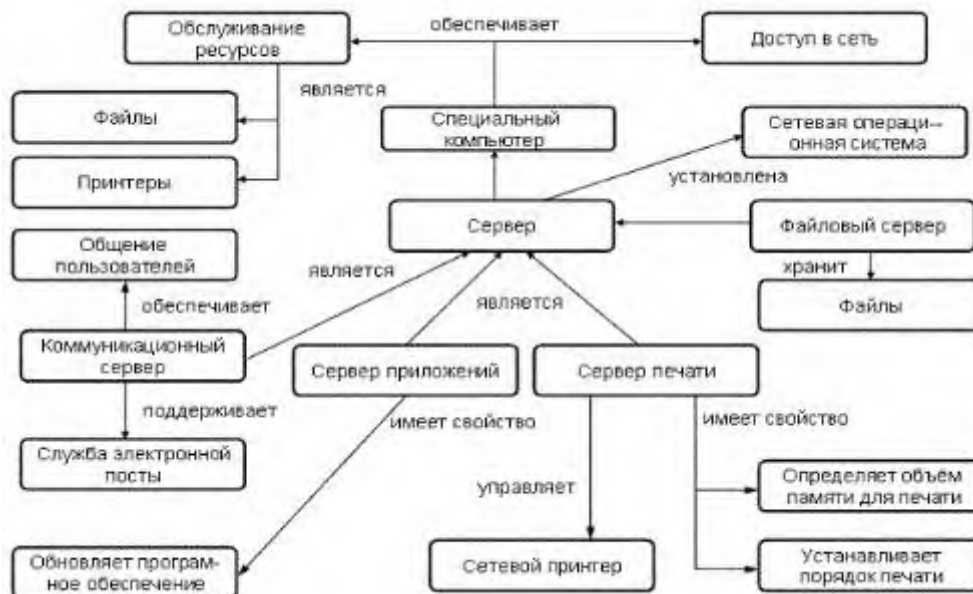 обеспечивает
Обслуживание
ресурсов
Доступ в сеть
является
Файлы
Специальный
компьютер
Сетевая операци--
онная система
Принтеры
установлена
Сервер
Файловый сервер
Общение
пользователей
является
хранит
обеспечивает
является
Файлы
Коммуникационный
сервер
Сервер приложений
Сервер печати
поддерживает
имеет свойство
имеет свойство
Служба электронной
посты
Определяет объём
памяти для печати
управляет
Обновляет програм-
ное обеспечение
Сетевой принтер
Устанавливает
порядок печати